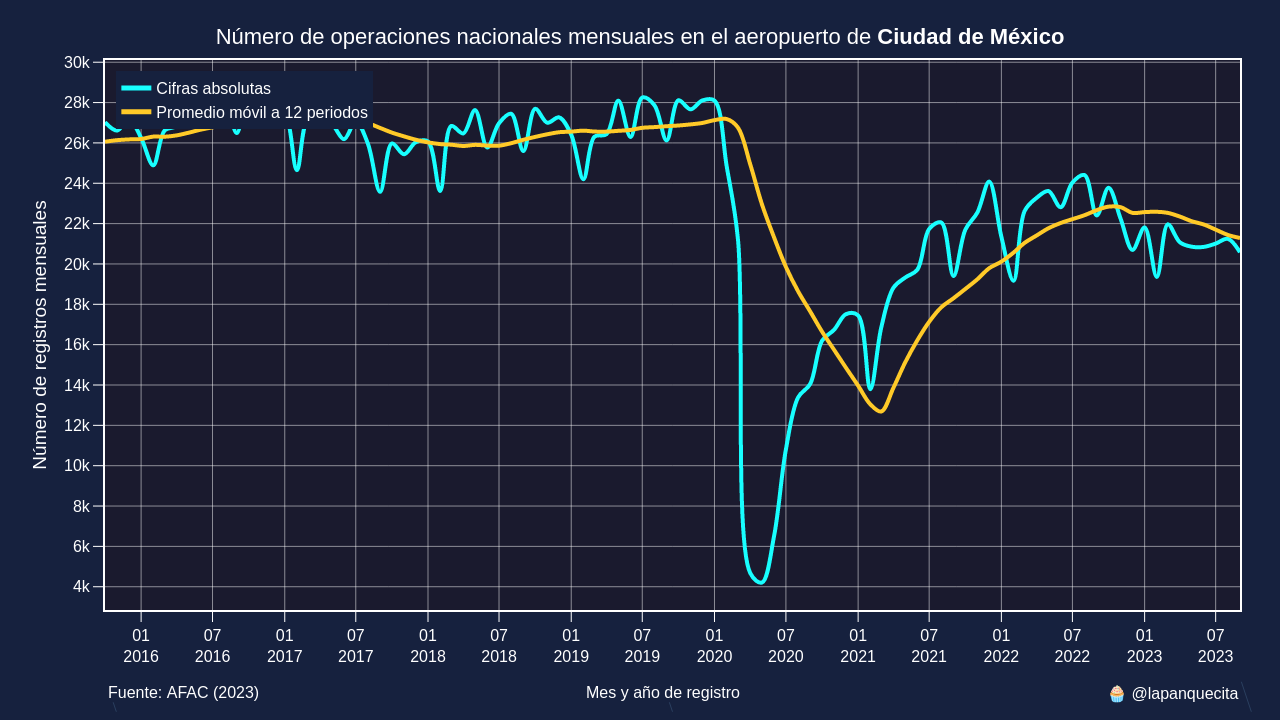 Número de operaciones nacionales mensuales en el aeropuerto de Ciudad de México
Número de registros mensuales
30k
28k
26k
24k
22k
20k
18k
16k
14k
12k
10k
8k
6k
4k
Cifras absolutas
Promedio móvil a 12 periodos
01 07 01 07 01 07 01 07 01 07 01 07 01 07 01 07
2016 2016 2017 2017 2018 2018 2019 2019 2020 2020 2021 2021 2022 2022 2023 2023
Fuente: AFAC (2023) Mes y año de registro 🧁 @lapanquecita